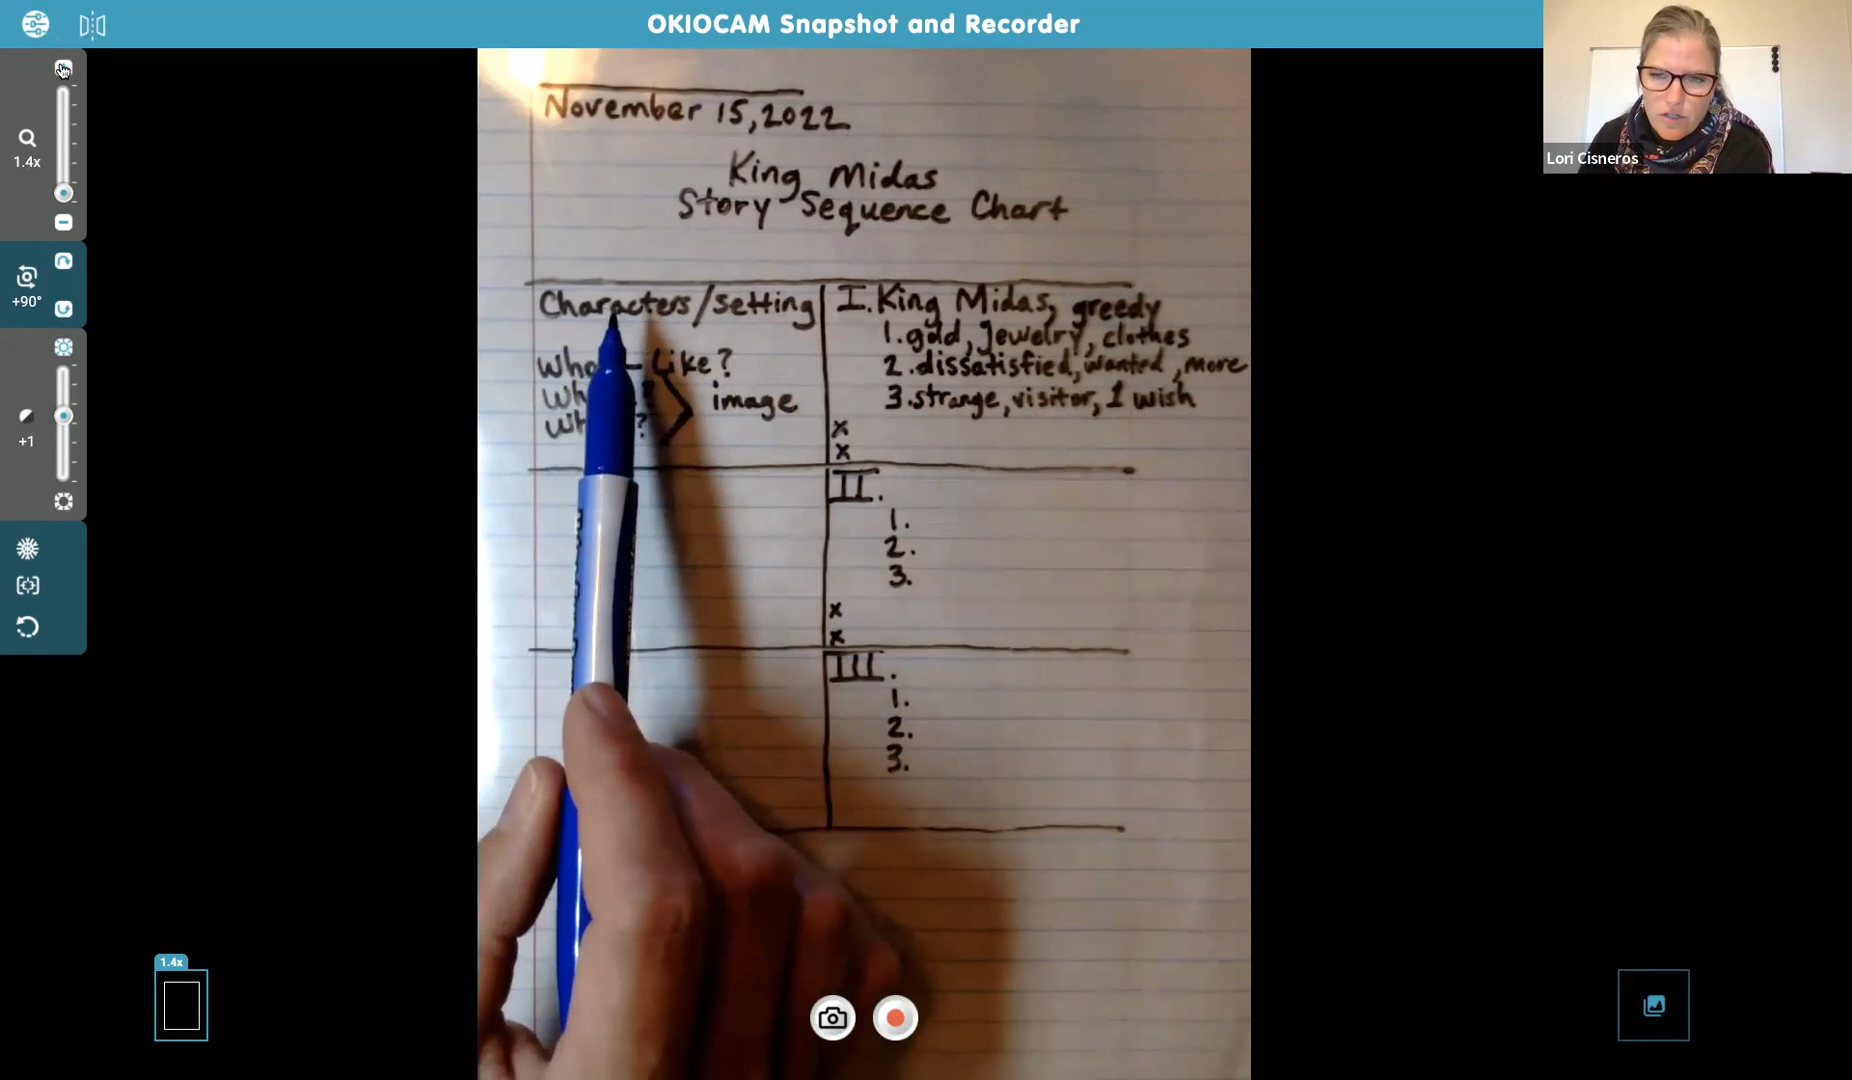 OKIOCAM Snapshot and Recorder
1.4x
+90°
+1
November 15, 2022
King Midas
Story Sequence Chart
Characters/setting
Who - Like?
image
I. King Midas, greedy
1. gold, jewelry, clothes
2. dissatisfied, wanted, more
3. strange, visitor, 1 wish
x
x
II.
1.
2.
3.
x
x
III.
1.
2.
3.
Lori Cisneros
1.4x